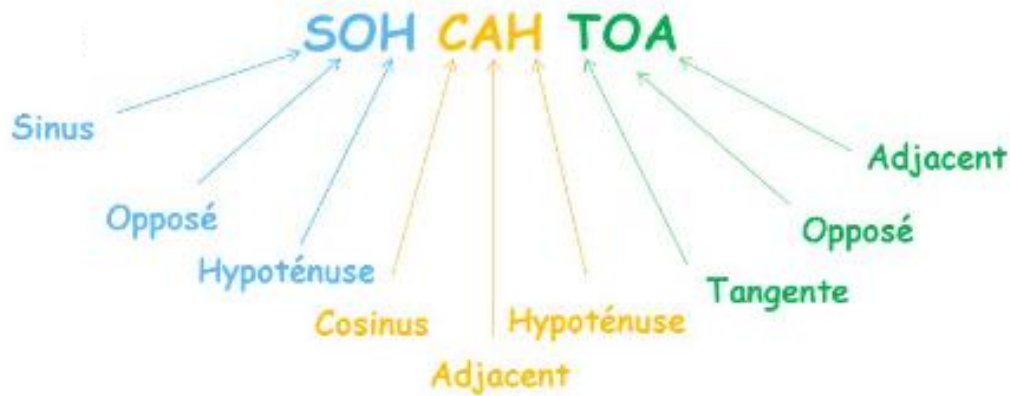 SOH CAH TOA
Sinus
Adjacent
Opposé
Opposé
Hypoténuse
Tangente
Cosinus
Hypoténuse
Adjacent